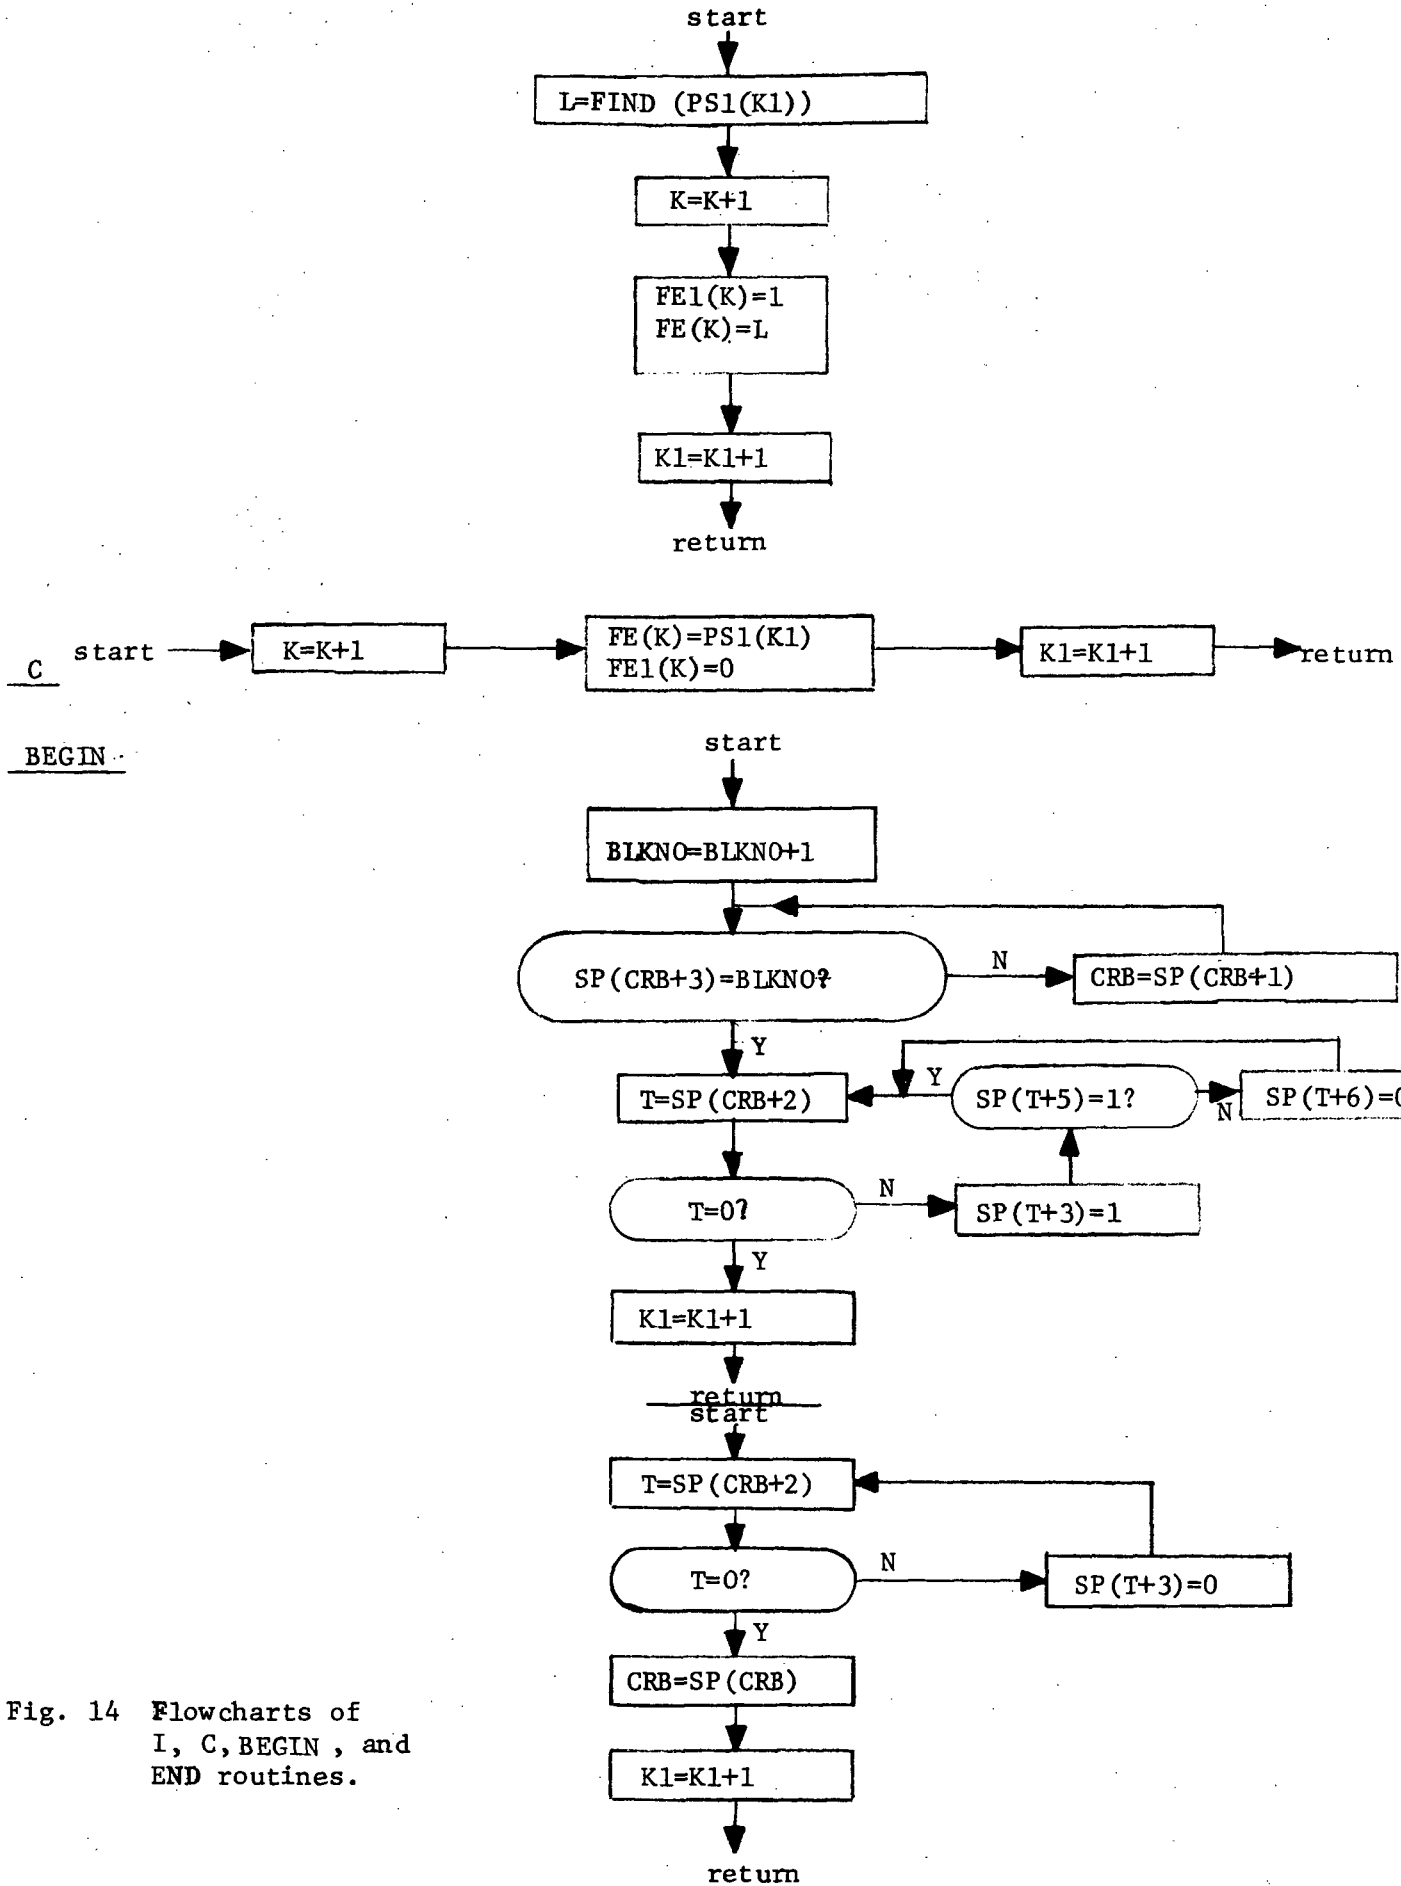 start
L=FIND (PS1(K1))
K=K+1
FE1(K)=1
FE(K)=L
K1=K1+1
return
C
start
K=K+1
FE(K)=PS1(K1)
FE1(K)=0
K1=K1+1
return
BEGIN
start
BLKNO=BLKNO+1
SP(CRB+3)=BLKNO?
N
CRB=SP(CRB+1)
Y
T=SP(CRB+2)
Y
SP(T+5)=1?
N
SP(T+6)=0
T=0?
N
SP(T+3)=1
Y
K1=K1+1
return
start
T=SP(CRB+2)
T=0?
N
SP(T+3)=0
Y
CRB=SP(CRB)
K1=K1+1
return
Fig. 14 Flowcharts of
I, C, BEGIN , and
END routines.